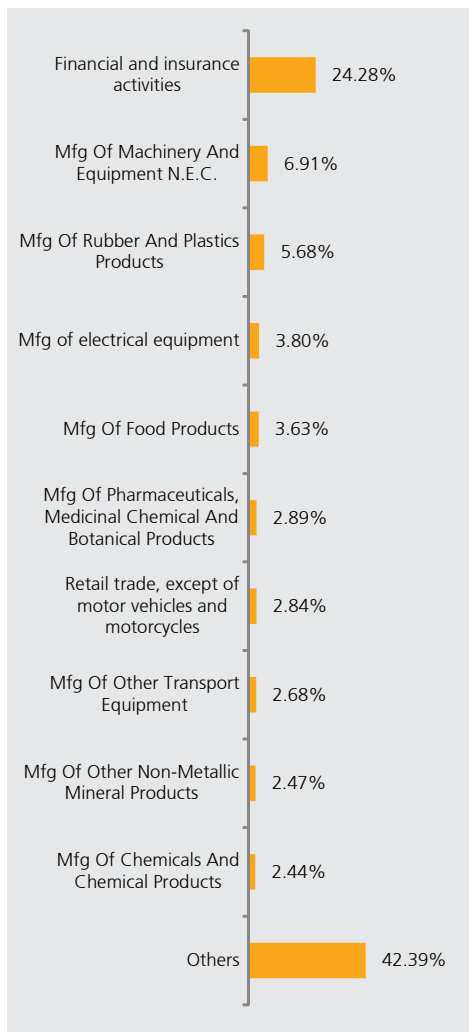 Financial and insurance
activities
24.28%
Mfg Of Machinery And
Equipment N.E.C.
6.91%
Mfg Of Rubber And Plastics
Products
5.68%
Mfg of electrical equipment
3.80%
Mfg Of Food Products
3.63%
Mfg Of Pharmaceuticals,
Medicinal Chemical And
Botanical Products
2.89%
Retail trade, except of
motor vehicles and
motorcycles
2.84%
Mfg Of Other Transport
Equipment
2.68%
Mfg Of Other Non-Metallic
Mineral Products
2.47%
Mfg Of Chemicals And
Chemical Products
2.44%
Others
42.39%